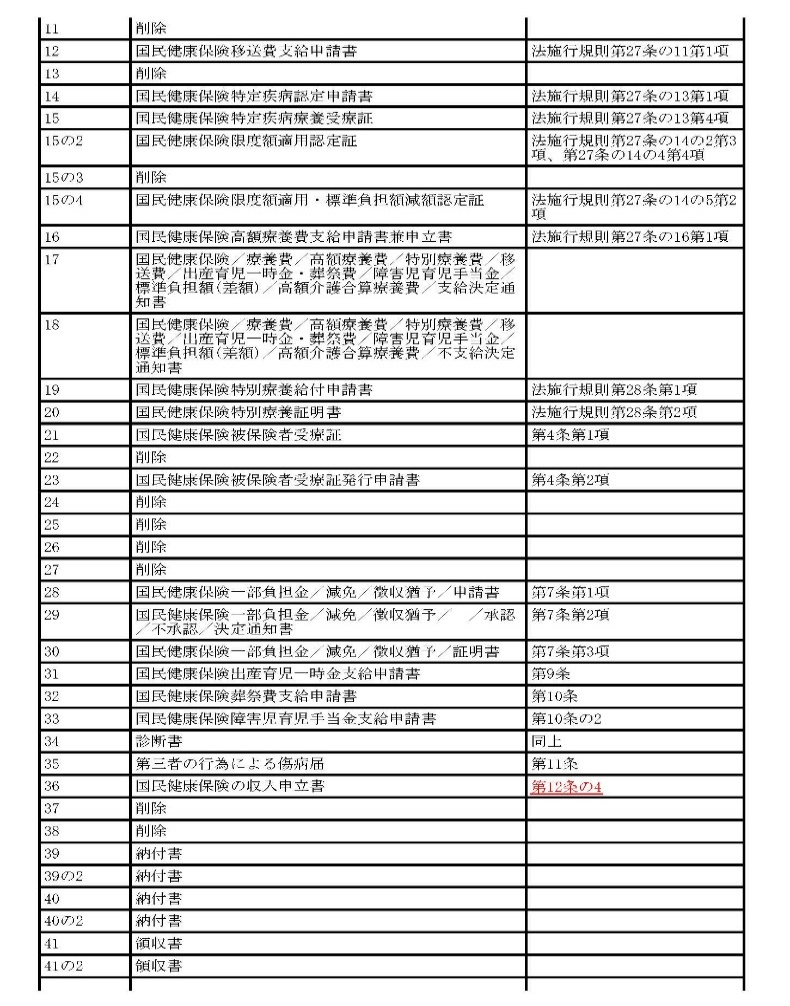 11 削除
12 国民健康保険移送費支給申請書 法施行規則第27条の11第1項
13 削除
14 国民健康保険特定疾病認定申請書 法施行規則第27条の13第1項
15 国民健康保険特定疾病療養受療証 法施行規則第27条の13第4項
15の2 国民健康保険限度額適用認定証 法施行規則第27条の14の2第3
項、第27条の14の4第4項
15の3 削除
15の4 国民健康保険限度額適用・標準負担額減額認定証 法施行規則第27条の14の5第2
項
16 国民健康保険高額療養費支給申請書兼申立書 法施行規則第27条の16第1項
17 国民健康保険／療養費／高額療養費／特別療養費／移
送費／出産育児一時金・葬祭費／障害児育児手当金／
標準負担額(差額)／高額介護合算療養費／支給決定通
知書
18 国民健康保険／療養費／高額療養費／特別療養費／移
送費／出産育児一時金・葬祭費／障害児育児手当金／
標準負担額(差額)／高額介護合算療養費／不支給決定
通知書
19 国民健康保険特別療養給付申請書 法施行規則第28条第1項
20 国民健康保険特別療養証明書 法施行規則第28条第2項
21 国民健康保険被保険者受療証 第4条第1項
22 削除
23 国民健康保険被保険者受療証発行申請書 第4条第2項
24 削除
25 削除
26 削除
27 削除
28 国民健康保険一部負担金／減免／徴収猶予／申請書 第7条第1項
29 国民健康保険一部負担金／減免／徴収猶予／　／承認 第7条第2項
／不承認／決定通知書
30 国民健康保険一部負担金／減免／徴収猶予／証明書 第7条第3項
31 国民健康保険出産育児一時金支給申請書 第9条
32 国民健康保険葬祭費支給申請書 第10条
33 国民健康保険障害児育児手当金支給申請書 第10条の2
34 診断書 同上
35 第三者の行為による傷病届 第11条
36 国民健康保険の収入申立書 第12条の4
37 削除
38 削除
39 納付書
39の2 納付書
40 納付書
40の2 納付書
41 領収書
41の2 領収書